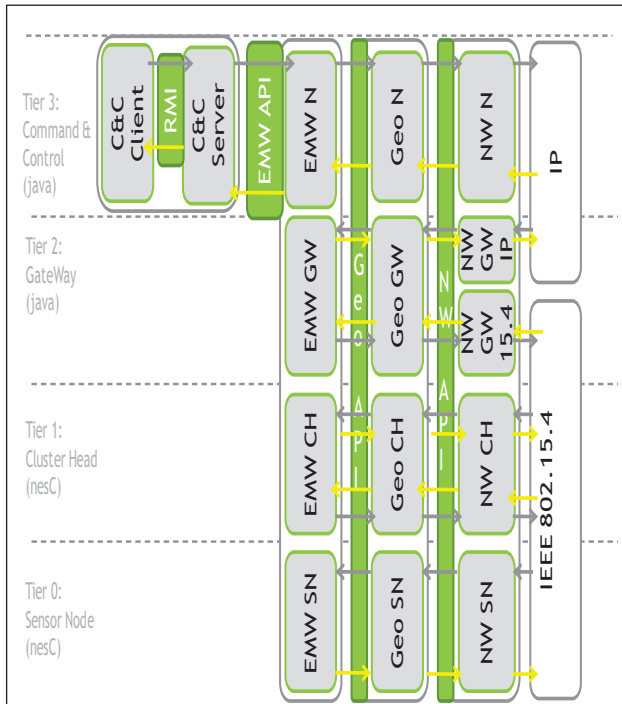 Tier 3:
Command &
Control
(java)
C&C
Client
RMI
C&C
Server
EMW API
EMW N
Geo N
NW N
IP
Tier 2:
GateWay
(java)
EMW GW
Geo GW
NW
GW
IP
NW
GW
15.4
Geo API
NW API
Tier 1:
Cluster Head
(nesC)
EMW CH
Geo CH
NW CH
IEEE 802.15.4
Tier 0:
Sensor Node
(nesC)
EMW SN
Geo SN
NW SN